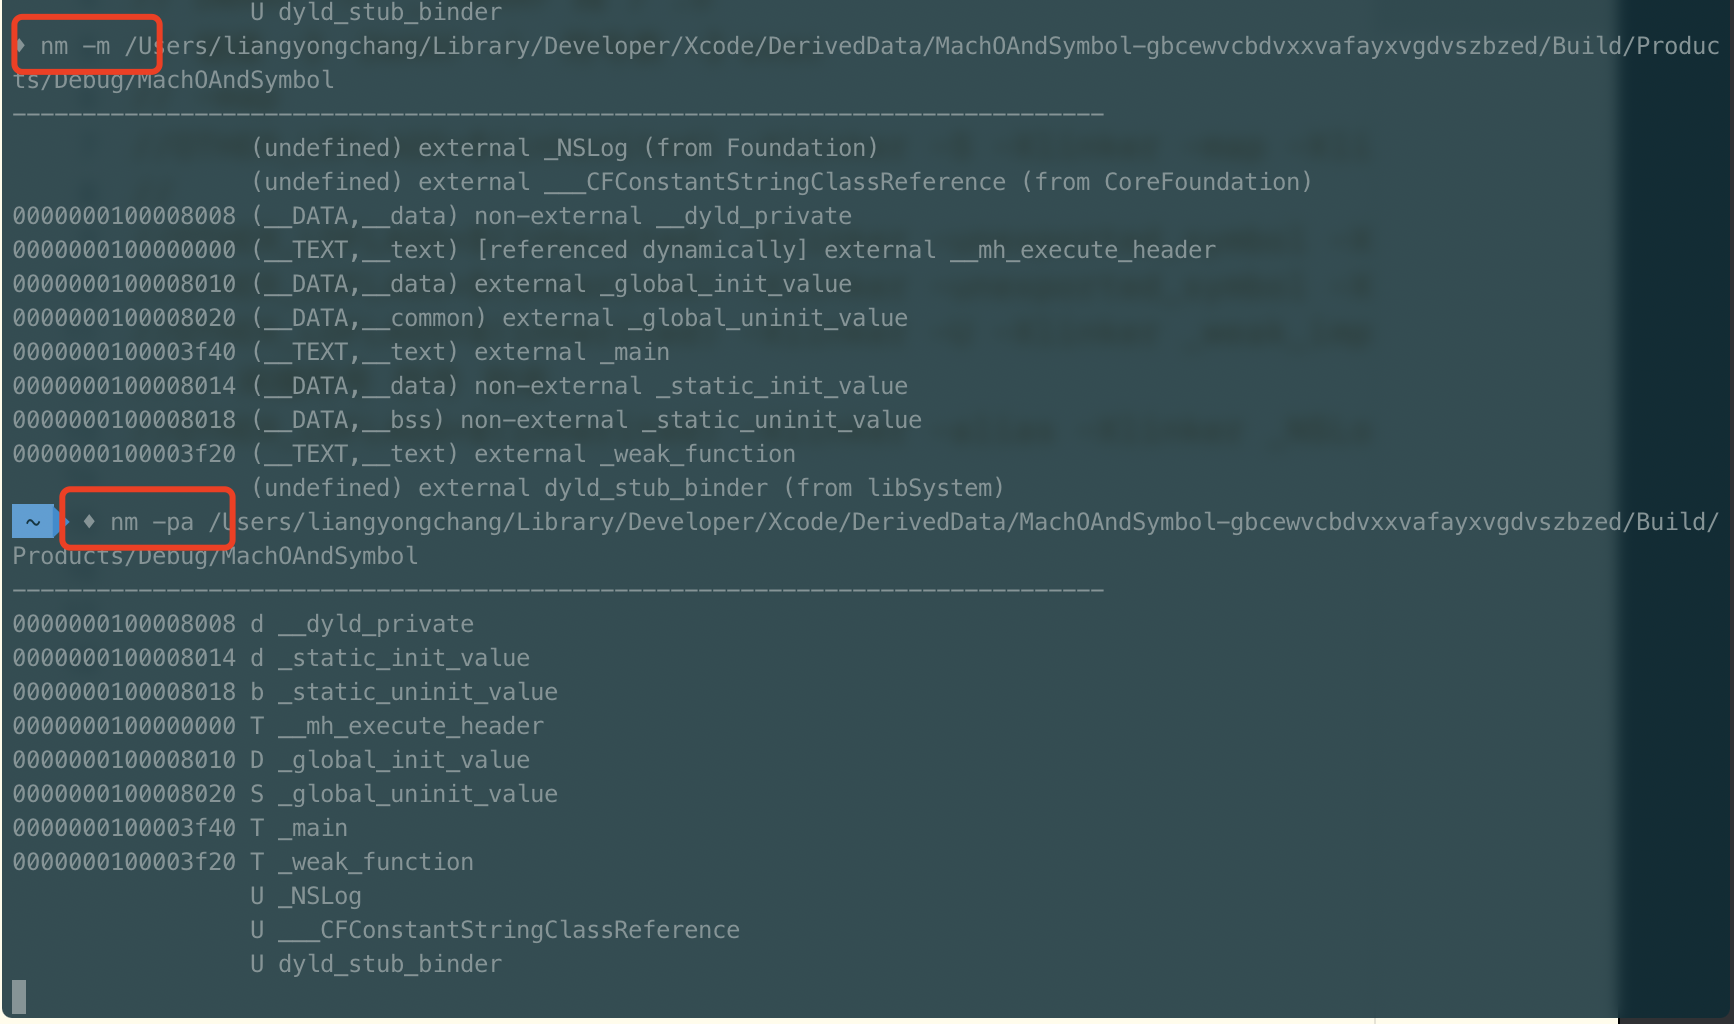 U dyld_stub_binder
♦ nm -m /Users/liangyongchang/Library/Developer/Xcode/DerivedData/MachOAndSymbol-gbcewvcbdvxxvafayxvgdvszbzed/Build/Produc
ts/Debug/MachOAndSymbol
(undefined) external _NSLog (from Foundation)
(undefined) external ___CFConstantStringClassReference (from CoreFoundation)
0000000100008008 (__DATA,__data) non-external __dyld_private
0000000100000000 (__TEXT,__text) [referenced dynamically] external __mh_execute_header
0000000100008010 (__DATA,__data) external _global_init_value
0000000100008020 (__DATA,__common) external _global_uninit_value
0000000100003f40 (__TEXT,__text) external _main
0000000100008014 (__DATA,__data) non-external _static_init_value
0000000100008018 (__DATA,__bss) non-external _static_uninit_value
0000000100003f20 (__TEXT,__text) external _weak_function
(undefined) external dyld_stub_binder (from libSystem)
~ ♦ nm -pa /Users/liangyongchang/Library/Developer/Xcode/DerivedData/MachOAndSymbol-gbcewvcbdvxxvafayxvgdvszbzed/Build/
Products/Debug/MachOAndSymbol
0000000100008008 d __dyld_private
0000000100008014 d _static_init_value
0000000100008018 b _static_uninit_value
0000000100000000 T __mh_execute_header
0000000100008010 D _global_init_value
0000000100008020 S _global_uninit_value
0000000100003f40 T _main
0000000100003f20 T _weak_function
U _NSLog
U ___CFConstantStringClassReference
U dyld_stub_binder